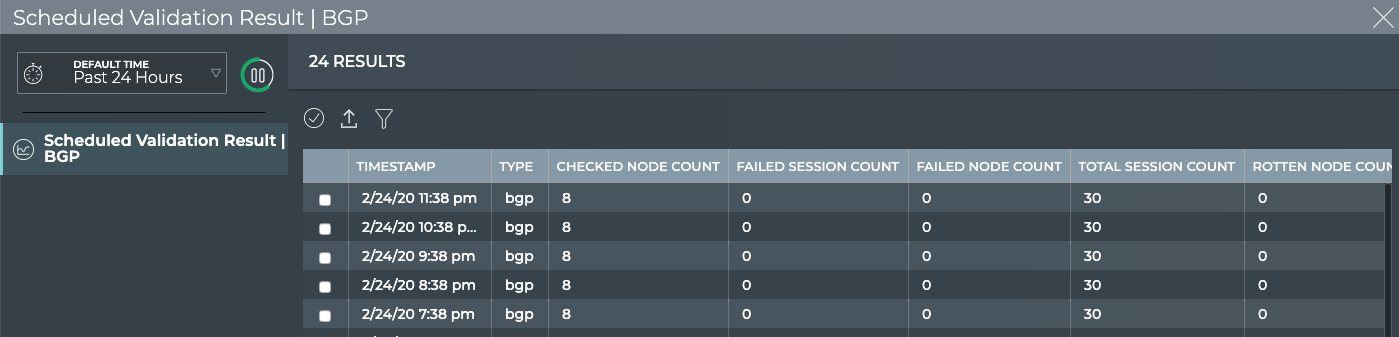 Scheduled Validation Result | BGP
DEFAULT TIME
Past 24 Hours
Scheduled Validation Result |
BGP
24 RESULTS
TIMESTAMP TYPE CHECKED NODE COUNT FAILED SESSION COUNT FAILED NODE COUNT TOTAL SESSION COUNT ROTTEN NODE COUN
2/24/20 11:38 pm bgp 8 0 0 30 0
2/24/20 10:38 p... bgp 8 0 0 30 0
2/24/20 9:38 pm bgp 8 0 0 30 0
2/24/20 8:38 pm bgp 8 0 0 30 0
2/24/20 7:38 pm bgp 8 0 0 30 0